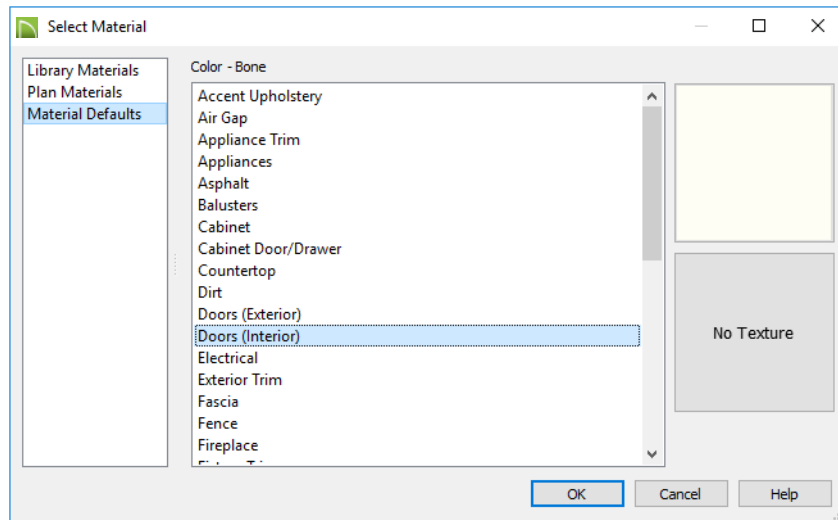 Select Material
Library Materials
Plan Materials
Material Defaults
Color - Bone
Accent Upholstery
Air Gap
Appliance Trim
Appliances
Asphalt
Balusters
Cabinet
Cabinet Door/Drawer
Countertop
Dirt
Doors (Exterior)
Doors (Interior)
Electrical
Exterior Trim
Fascia
Fence
Fireplace
No Texture
OK
Cancel
Help